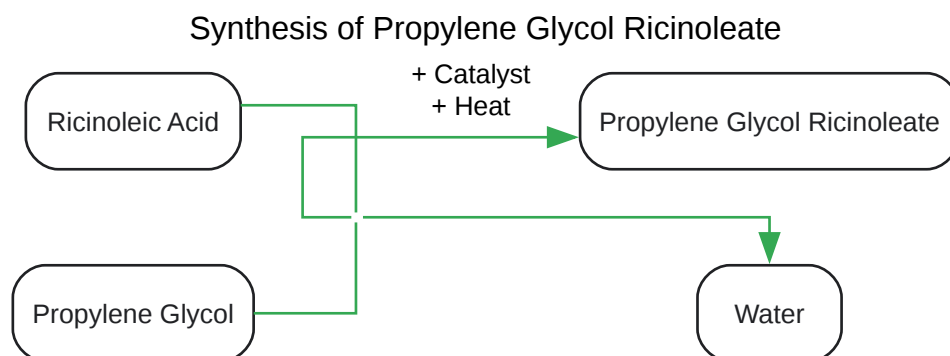 Synthesis of Propylene Glycol Ricinoleate
+ Catalyst
+ Heat
Ricinoleic Acid
Propylene Glycol Ricinoleate
Propylene Glycol
Water